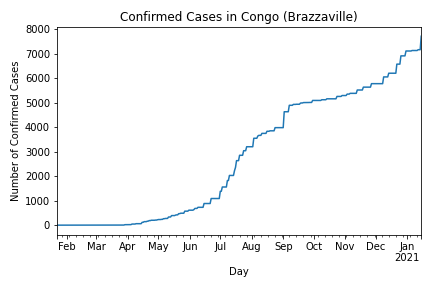 Confirmed Cases in Congo (Brazzaville)
8000
7000
6000
5000
4000
3000
2000
1000
0
Number of Confirmed Cases
Feb Mar Apr May Jun Jul Aug Sep Oct Nov Dec Jan
2021
Day